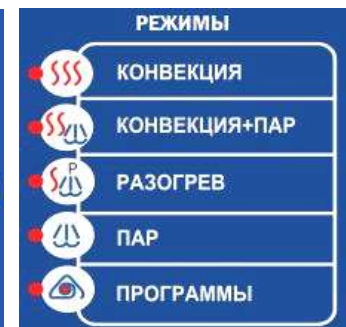 РЕЖИМЫ
КОНВЕКЦИЯ
КОНВЕКЦИЯ+ПАР
P
РАЗОГРЕВ
ПАР
ПРОГРАММЫ